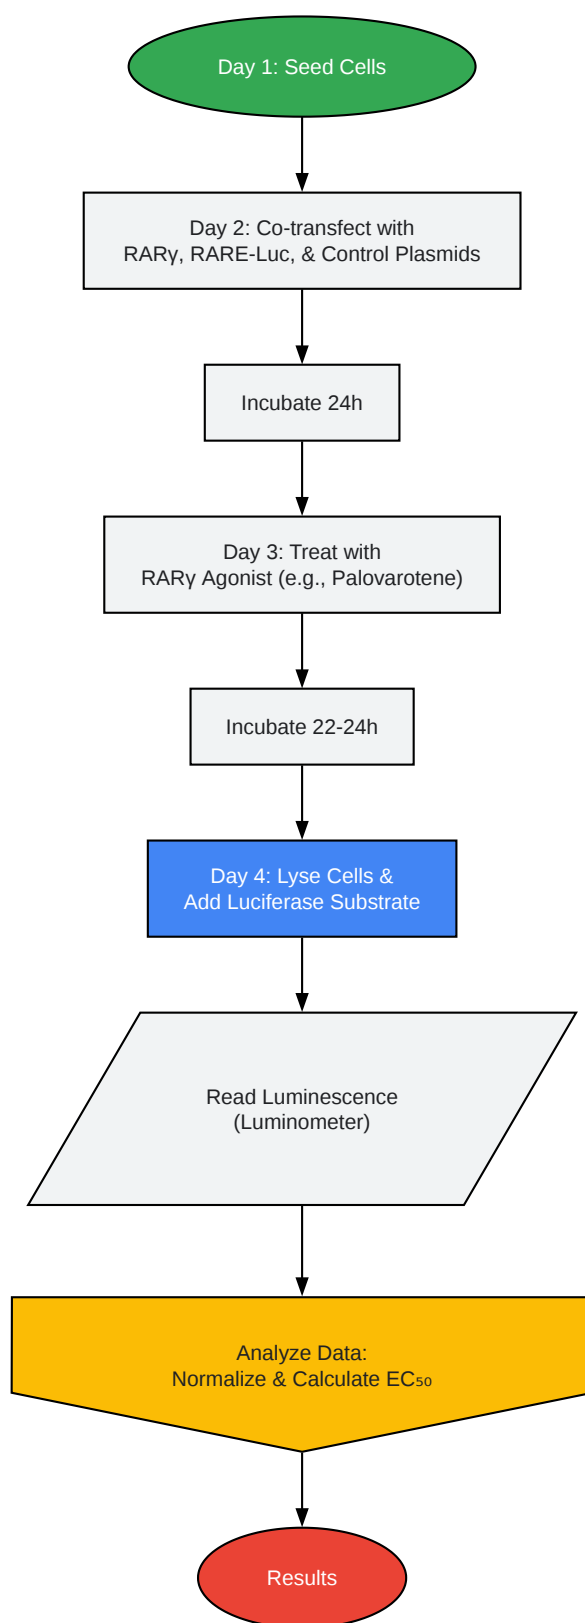 Day 1: Seed Cells
Day 2: Co-transfect with
RARγ, RARE-Luc, & Control Plasmids
Incubate 24h
Day 3: Treat with
RARγ Agonist (e.g., Palovarotene)
Incubate 22-24h
Day 4: Lyse Cells &
Add Luciferase Substrate
Read Luminescence
(Luminometer)
Analyze Data:
Normalize & Calculate EC₅₀
Results